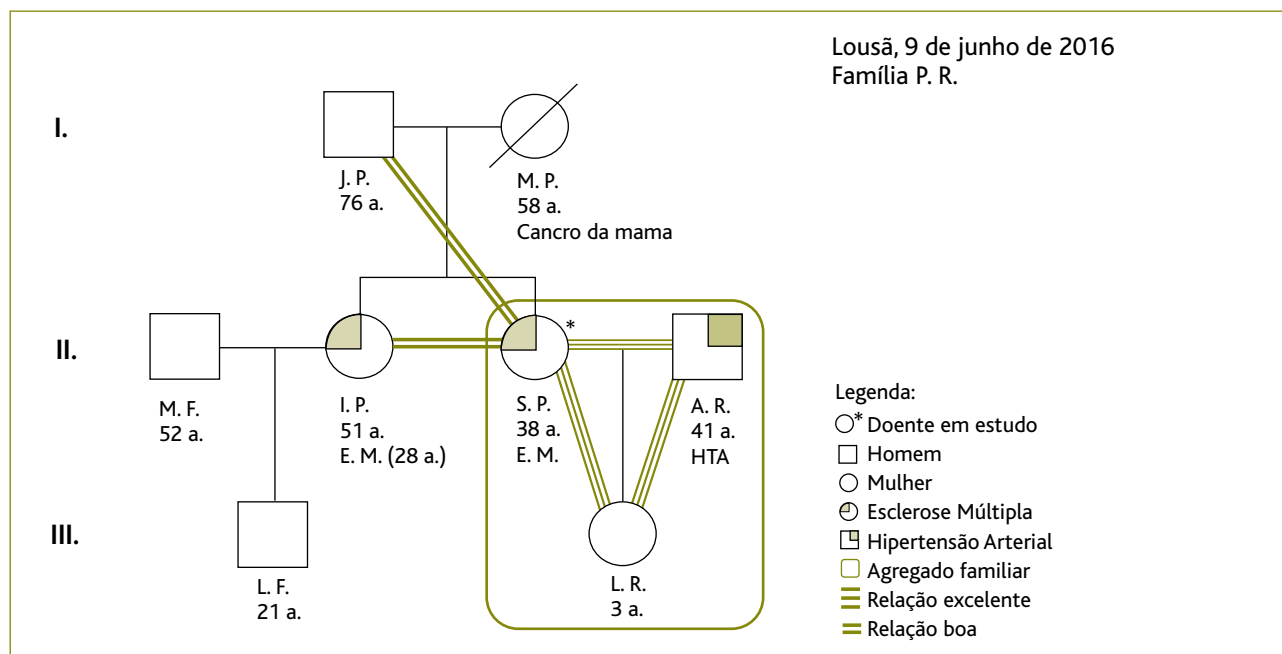 Lousã, 9 de junho de 2016
Família P. R.
I.
J. P.
76 a.
M. P.
58 a.
Cancro da mama
II.
*
M. F.
52 a.
I. P.
51 a.
E. M. (28 a.)
S. P.
38 a.
E. M.
A. R.
41 a.
HTA
III.
L. F.
21 a.
L. R.
3 a.
Legenda:
* Doente em estudo
Homem
Mulher
Esclerose Múltipla
Hipertensão Arterial
Agregado familiar
Relação excelente
Relação boa